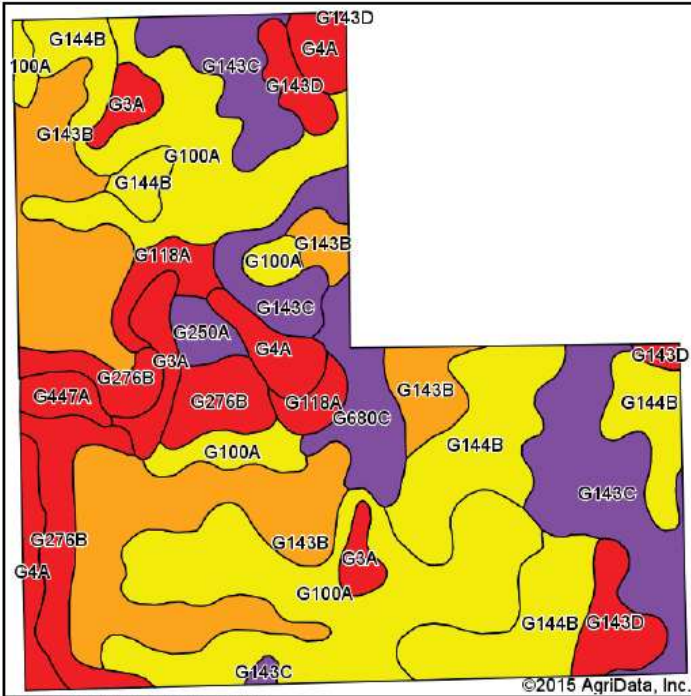 G143D
G144B
G4A
G143C
100A
G143D
G3A
G143B
G100A
G144B
G143B
G118A
G100A
G143C
G250A
G4A
G3A
G143D
G276B
G143B
G447A
G276B
G118A
G144B
G680C
G144B
G100A
G143C
G276B
G143B
G3A
G4A
G100A
G144B
G143D
G143C
©2015 AgriData, Inc.